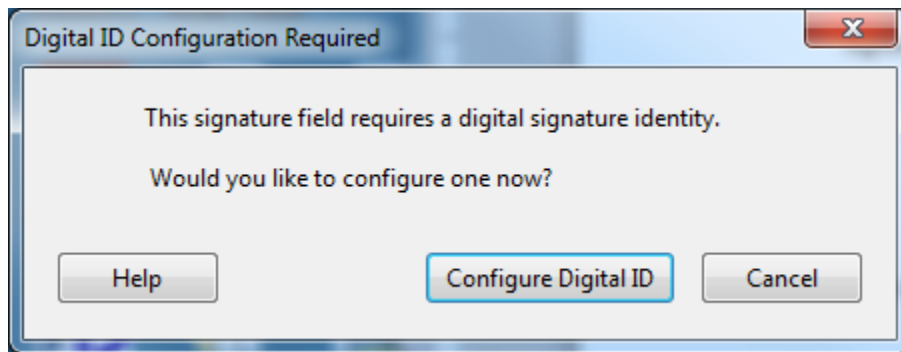 Digital ID Configuration Required
This signature field requires a digital signature identity.
Would you like to configure one now?
Help
Configure Digital ID
Cancel